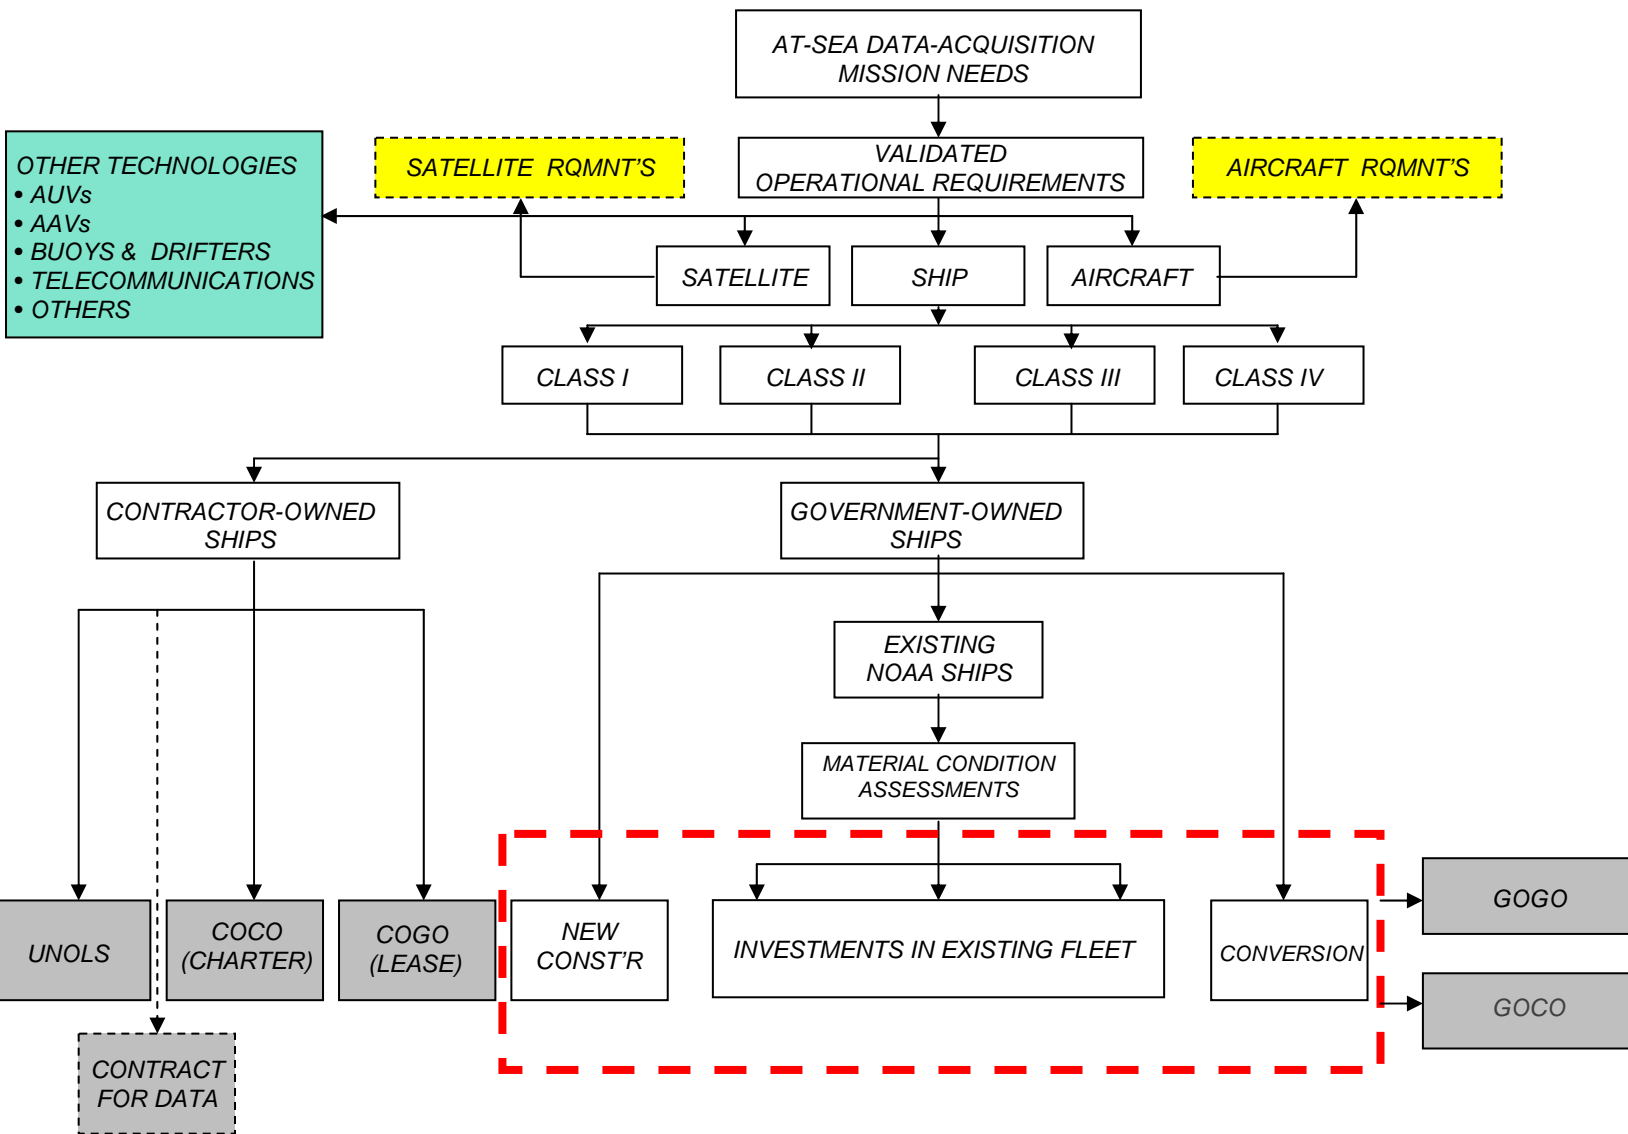 AT-SEA DATA-ACQUISITION
MISSION NEEDS
OTHER TECHNOLOGIES
• AUVs
• AAVs
• BUOYS & DRIFTERS
• TELECOMMUNICATIONS
• OTHERS
SATELLITE RQMNT'S
VALIDATED
OPERATIONAL REQUIREMENTS
AIRCRAFT RQMNT'S
SATELLITE
SHIP
AIRCRAFT
CLASS I
CLASS II
CLASS III
CLASS IV
CONTRACTOR-OWNED
SHIPS
GOVERNMENT-OWNED
SHIPS
EXISTING
NOAA SHIPS
MATERIAL CONDITION
ASSESSMENTS
UNOLS
COCO
(CHARTER)
COGO
(LEASE)
NEW
CONST'R
INVESTMENTS IN EXISTING FLEET
CONVERSION
GOGO
GOCO
CONTRACT
FOR DATA